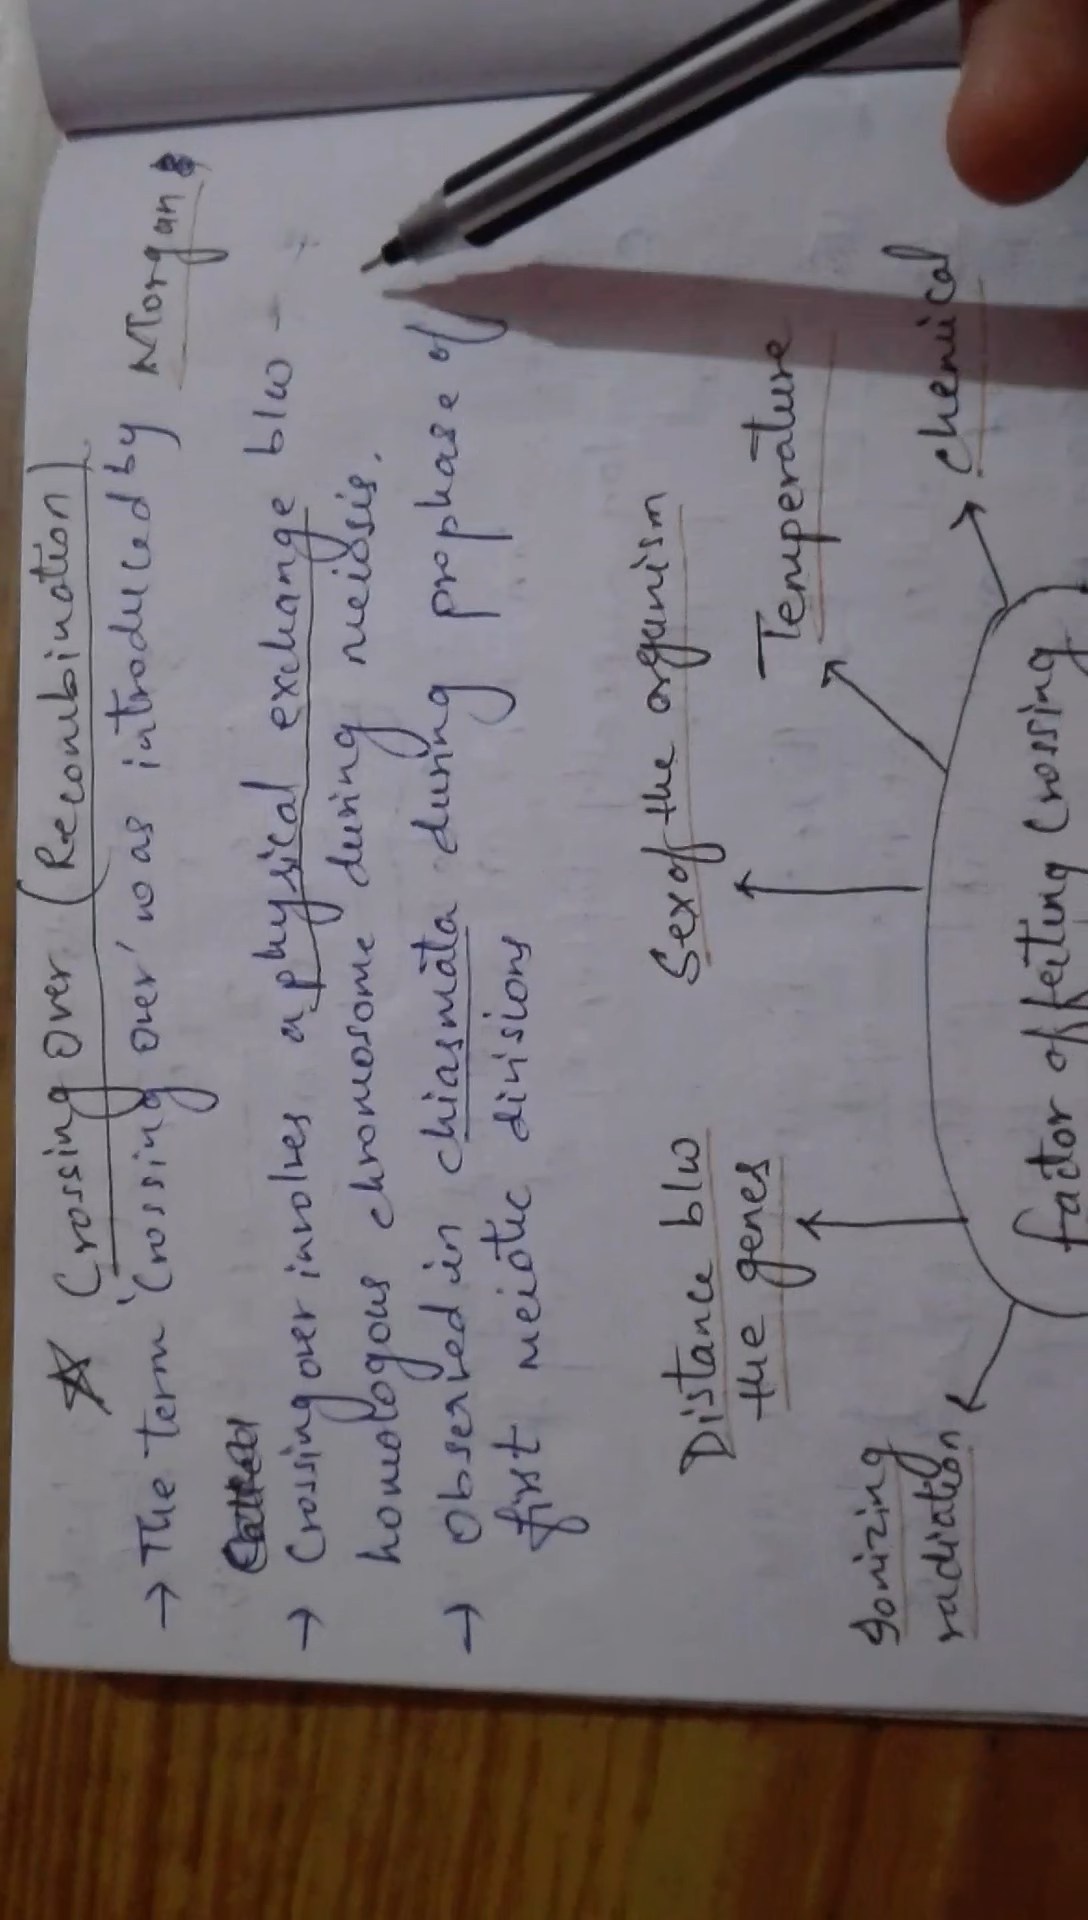 ☆ Crossing over (Recombination)
→ The term 'Crossing over' was introduced by Morgan
→ Crossing over involves a physical exchange b/w
homologous chromosome during meiosis.
→ Observed in chiasmata during prophase of
first meiotic divisions
Distance b/w
the genes
Sex of the organism
Temperature
Ionizing
radiation
chemical
factor offeting Crossing